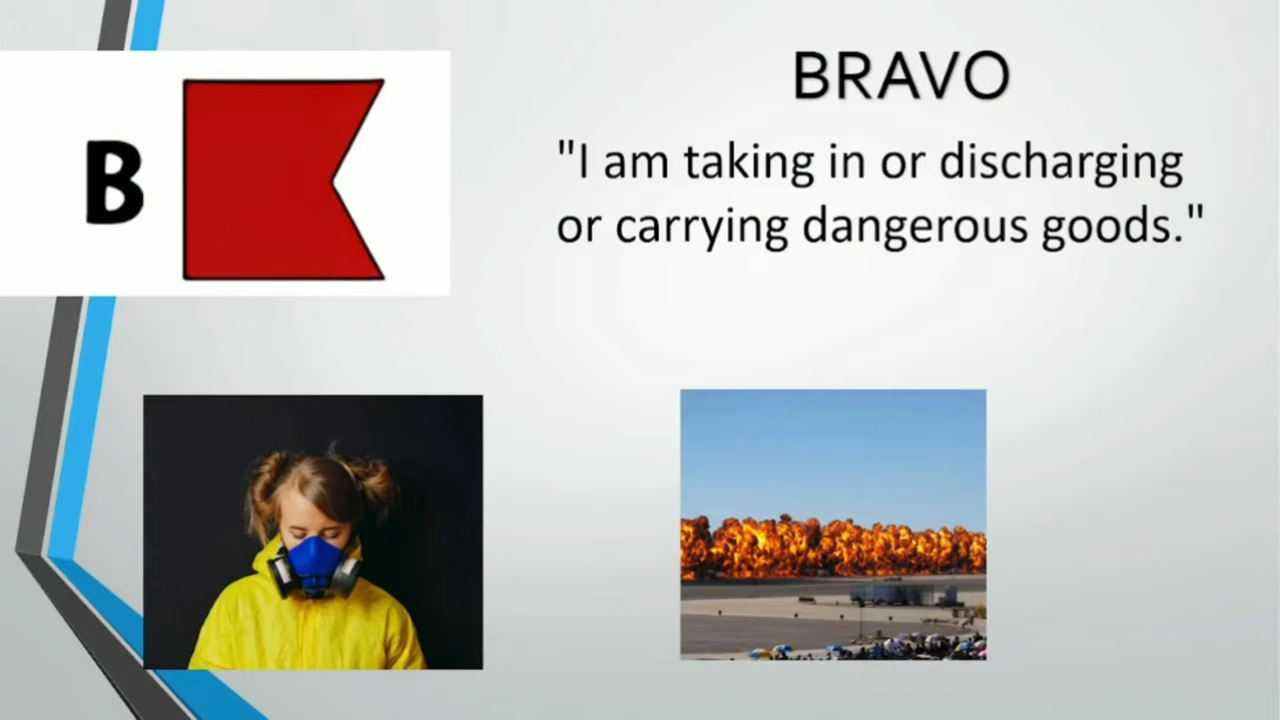 B
BRAVO
"I am taking in or discharging
or carrying dangerous goods."